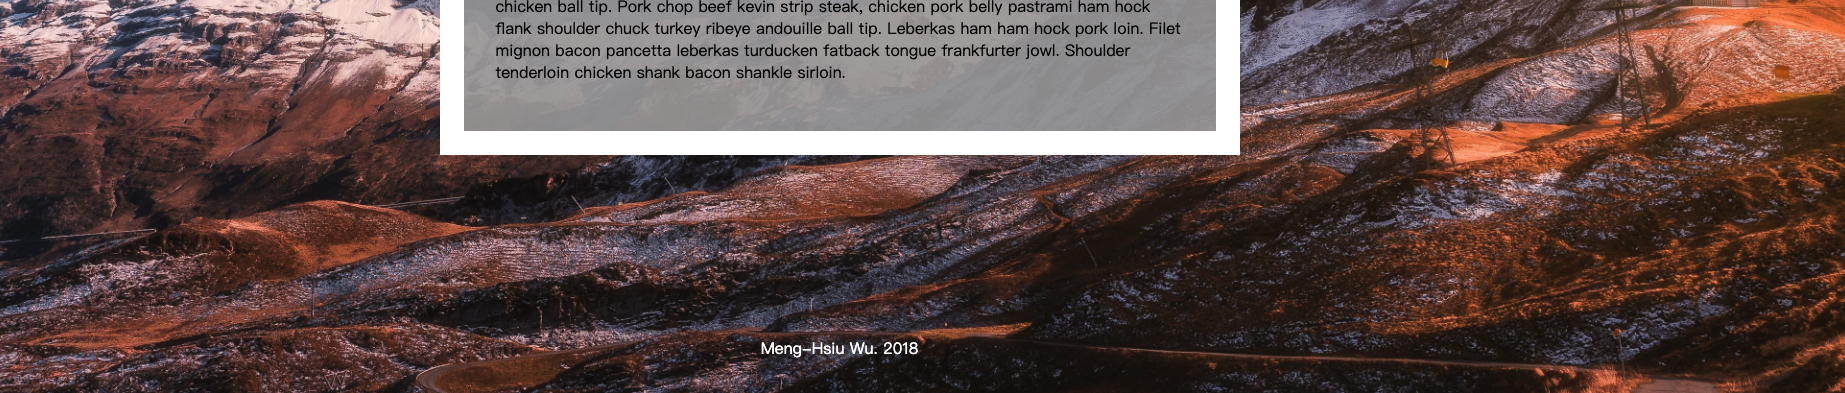 chicken ball tip. Pork chop beef kevin strip steak, chicken pork belly pastrami ham hock
flank shoulder chuck turkey ribeye andouille ball tip. Leberkas ham ham hock pork loin. Filet
mignon bacon pancetta leberkas turducken fatback tongue frankfurter jowl. Shoulder
tenderloin chicken shank bacon shankle sirloin.
Meng-Hsiu Wu. 2018